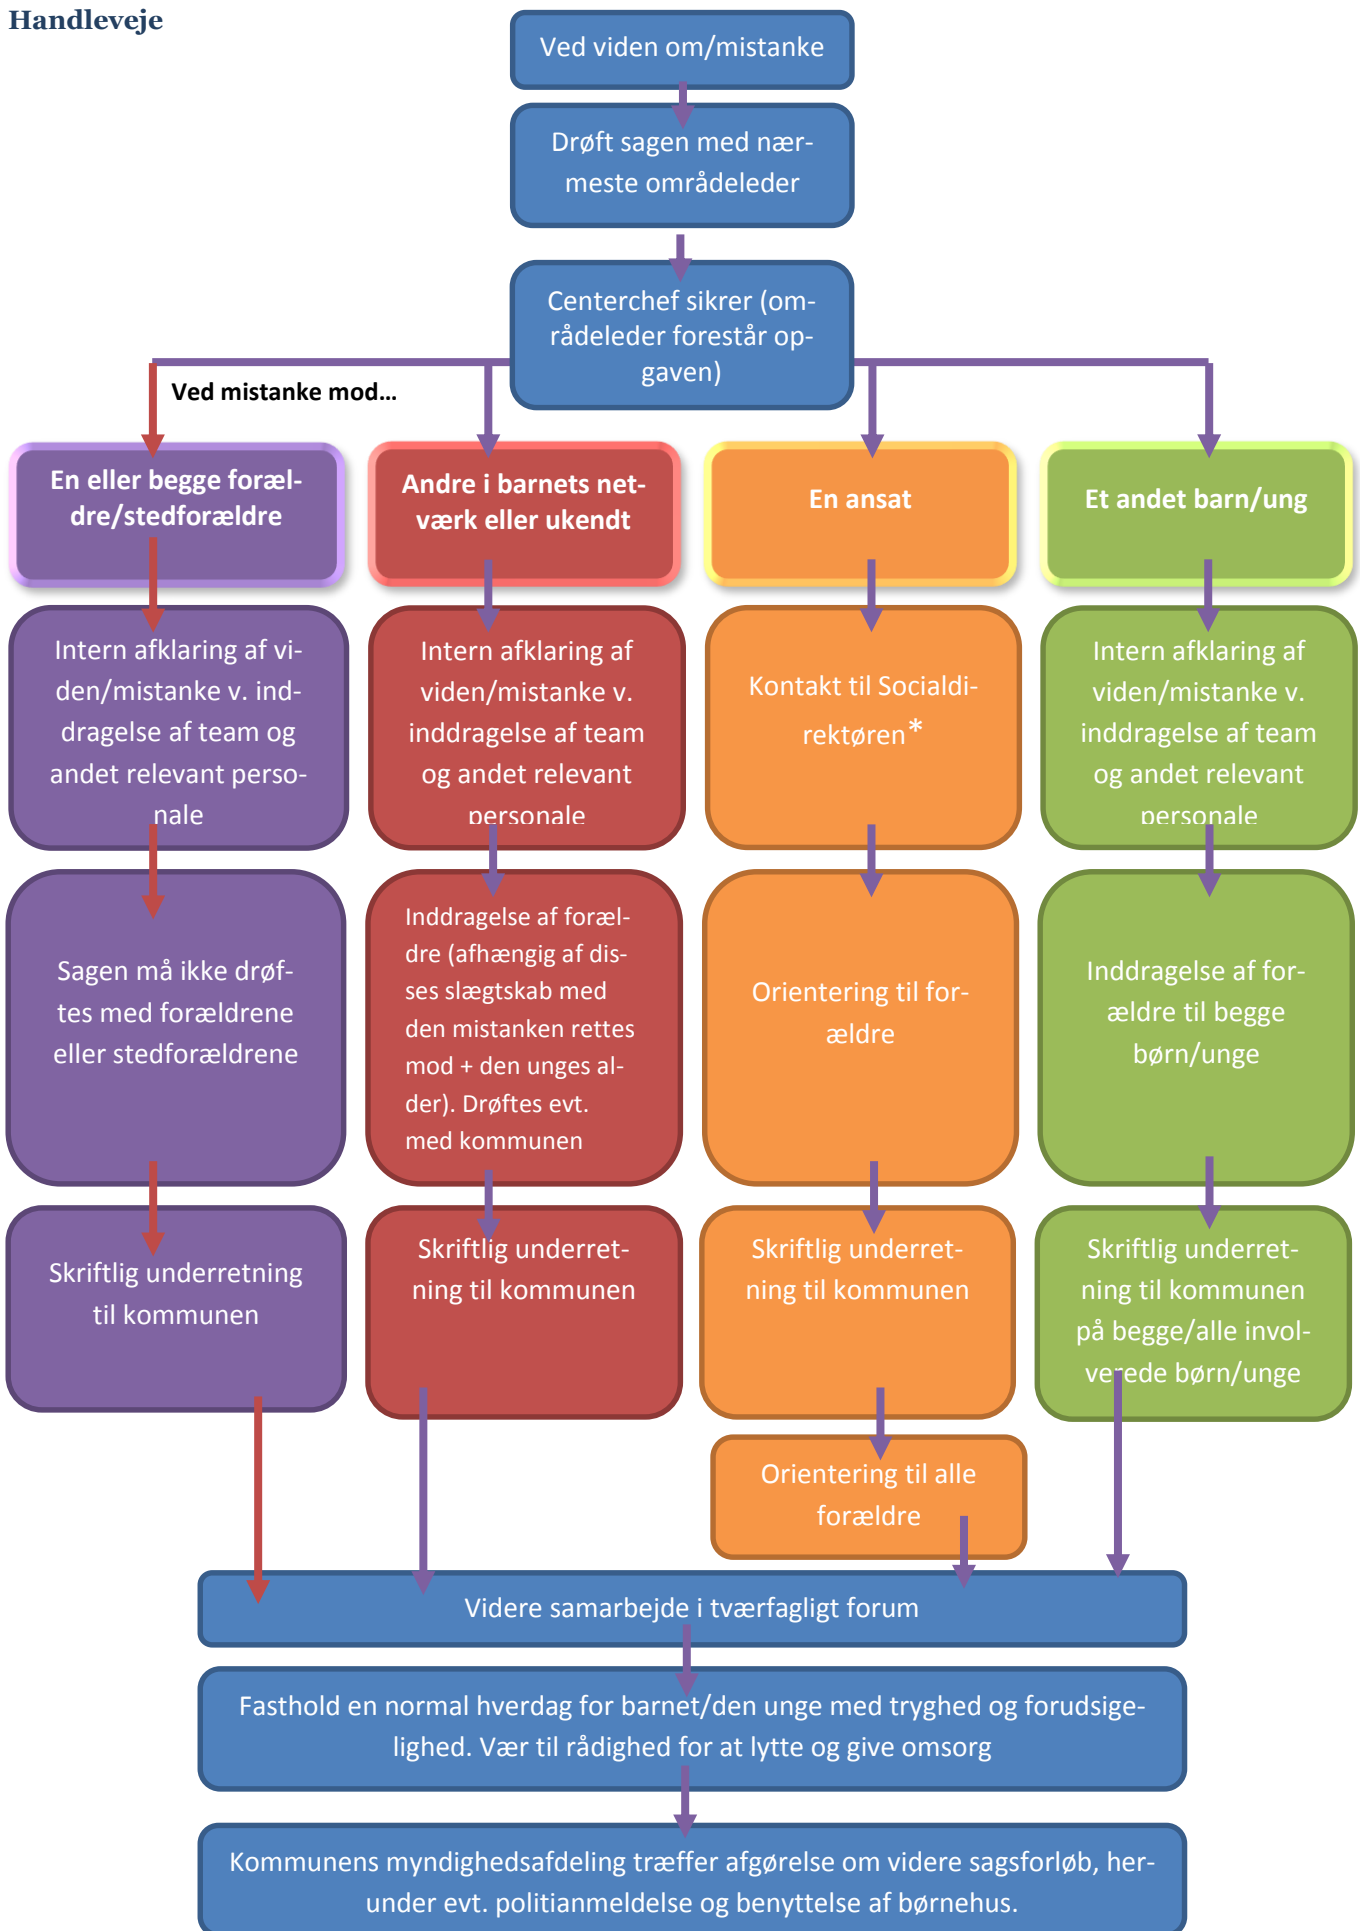 Handleveje
Ved viden om/mistanke
Drøft sagen med nær-
meste områdeleder
Centerchef sikrer (om-
rådeleder forestår op-
gaven)
Ved mistanke mod...
En eller begge foræl-
dre/stedforældre
Andre i barnets net-
værk eller ukendt
En ansat
Et andet barn/ung
Intern afklaring af vi-
den/mistanke v. ind-
dragelse af team og
andet relevant perso-
nale
Intern afklaring af
viden/mistanke v.
inddragelse af team
og andet relevant
personale
Kontakt til Socialdi-
rektøren*
Intern afklaring af
viden/mistanke v.
inddragelse af team
og andet relevant
personale
Sagen må ikke drøf-
tes med forældrene
eller stedforældrene
Inddragelse af foræl-
dre (afhængig af dis-
ses slægtskab med
den mistanken rettes
mod + den unges al-
der). Drøftes evt.
med kommunen
Orientering til for-
ældre
Inddragelse af for-
ældre til begge
børn/unge
Skriftlig underretning
til kommunen
Skriftlig underret-
ning til kommunen
Skriftlig underret-
ning til kommunen
Skriftlig underret-
ning til kommunen
på begge/alle invol-
verede børn/unge
Orientering til alle
forældre
Videre samarbejde i tværfagligt forum
Fasthold en normal hverdag for barnet/den unge med tryghed og forudsige-
lighed. Vær til rådighed for at lytte og give omsorg
Kommunens myndighedsafdeling træffer afgørelse om videre sagsforløb, her-
under evt. politianmeldelse og benyttelse af børnehus.